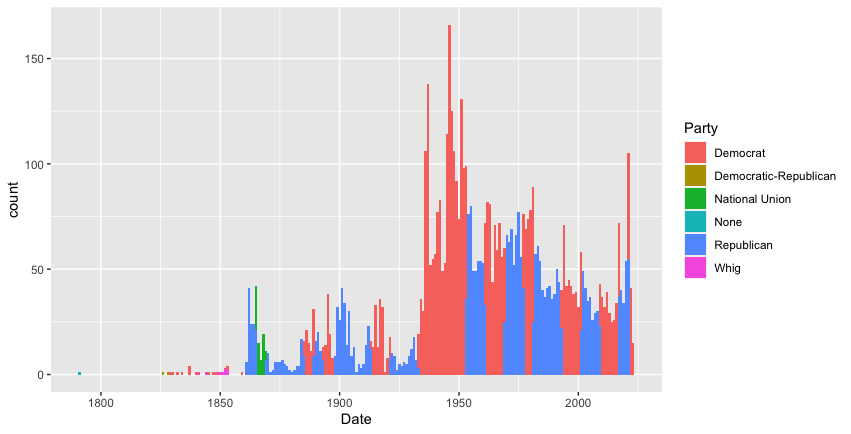 150
100
50
0
count
1800
1850
1900
1950
2000
Date
Party
Democrat
Democratic-Republican
National Union
None
Republican
Whig